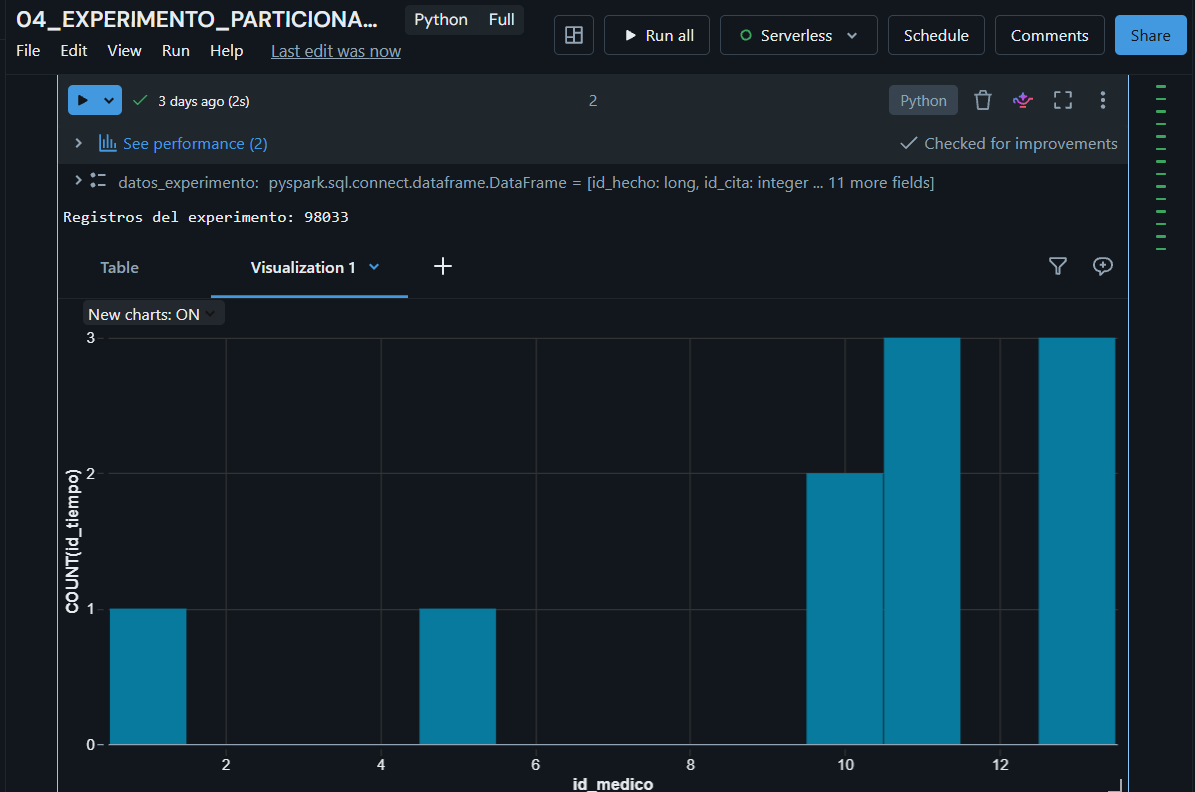 04_EXPERIMENTO_PARTICIONA... Python Full
File Edit View Run Help Last edit was now
Run all Serverless Schedule Comments Share
3 days ago (2s) 2 Python
See performance (2) Checked for improvements
datos_experimento: pyspark.sql.connect.dataframe.DataFrame = [id_hecho: long, id_cita: integer ... 11 more fields]
Registros del experimento: 98033
Table Visualization 1 +
New charts: ON
3
2
1
0
COUNT(id_tiempo)
2 4 6 8 10 12
id_medico